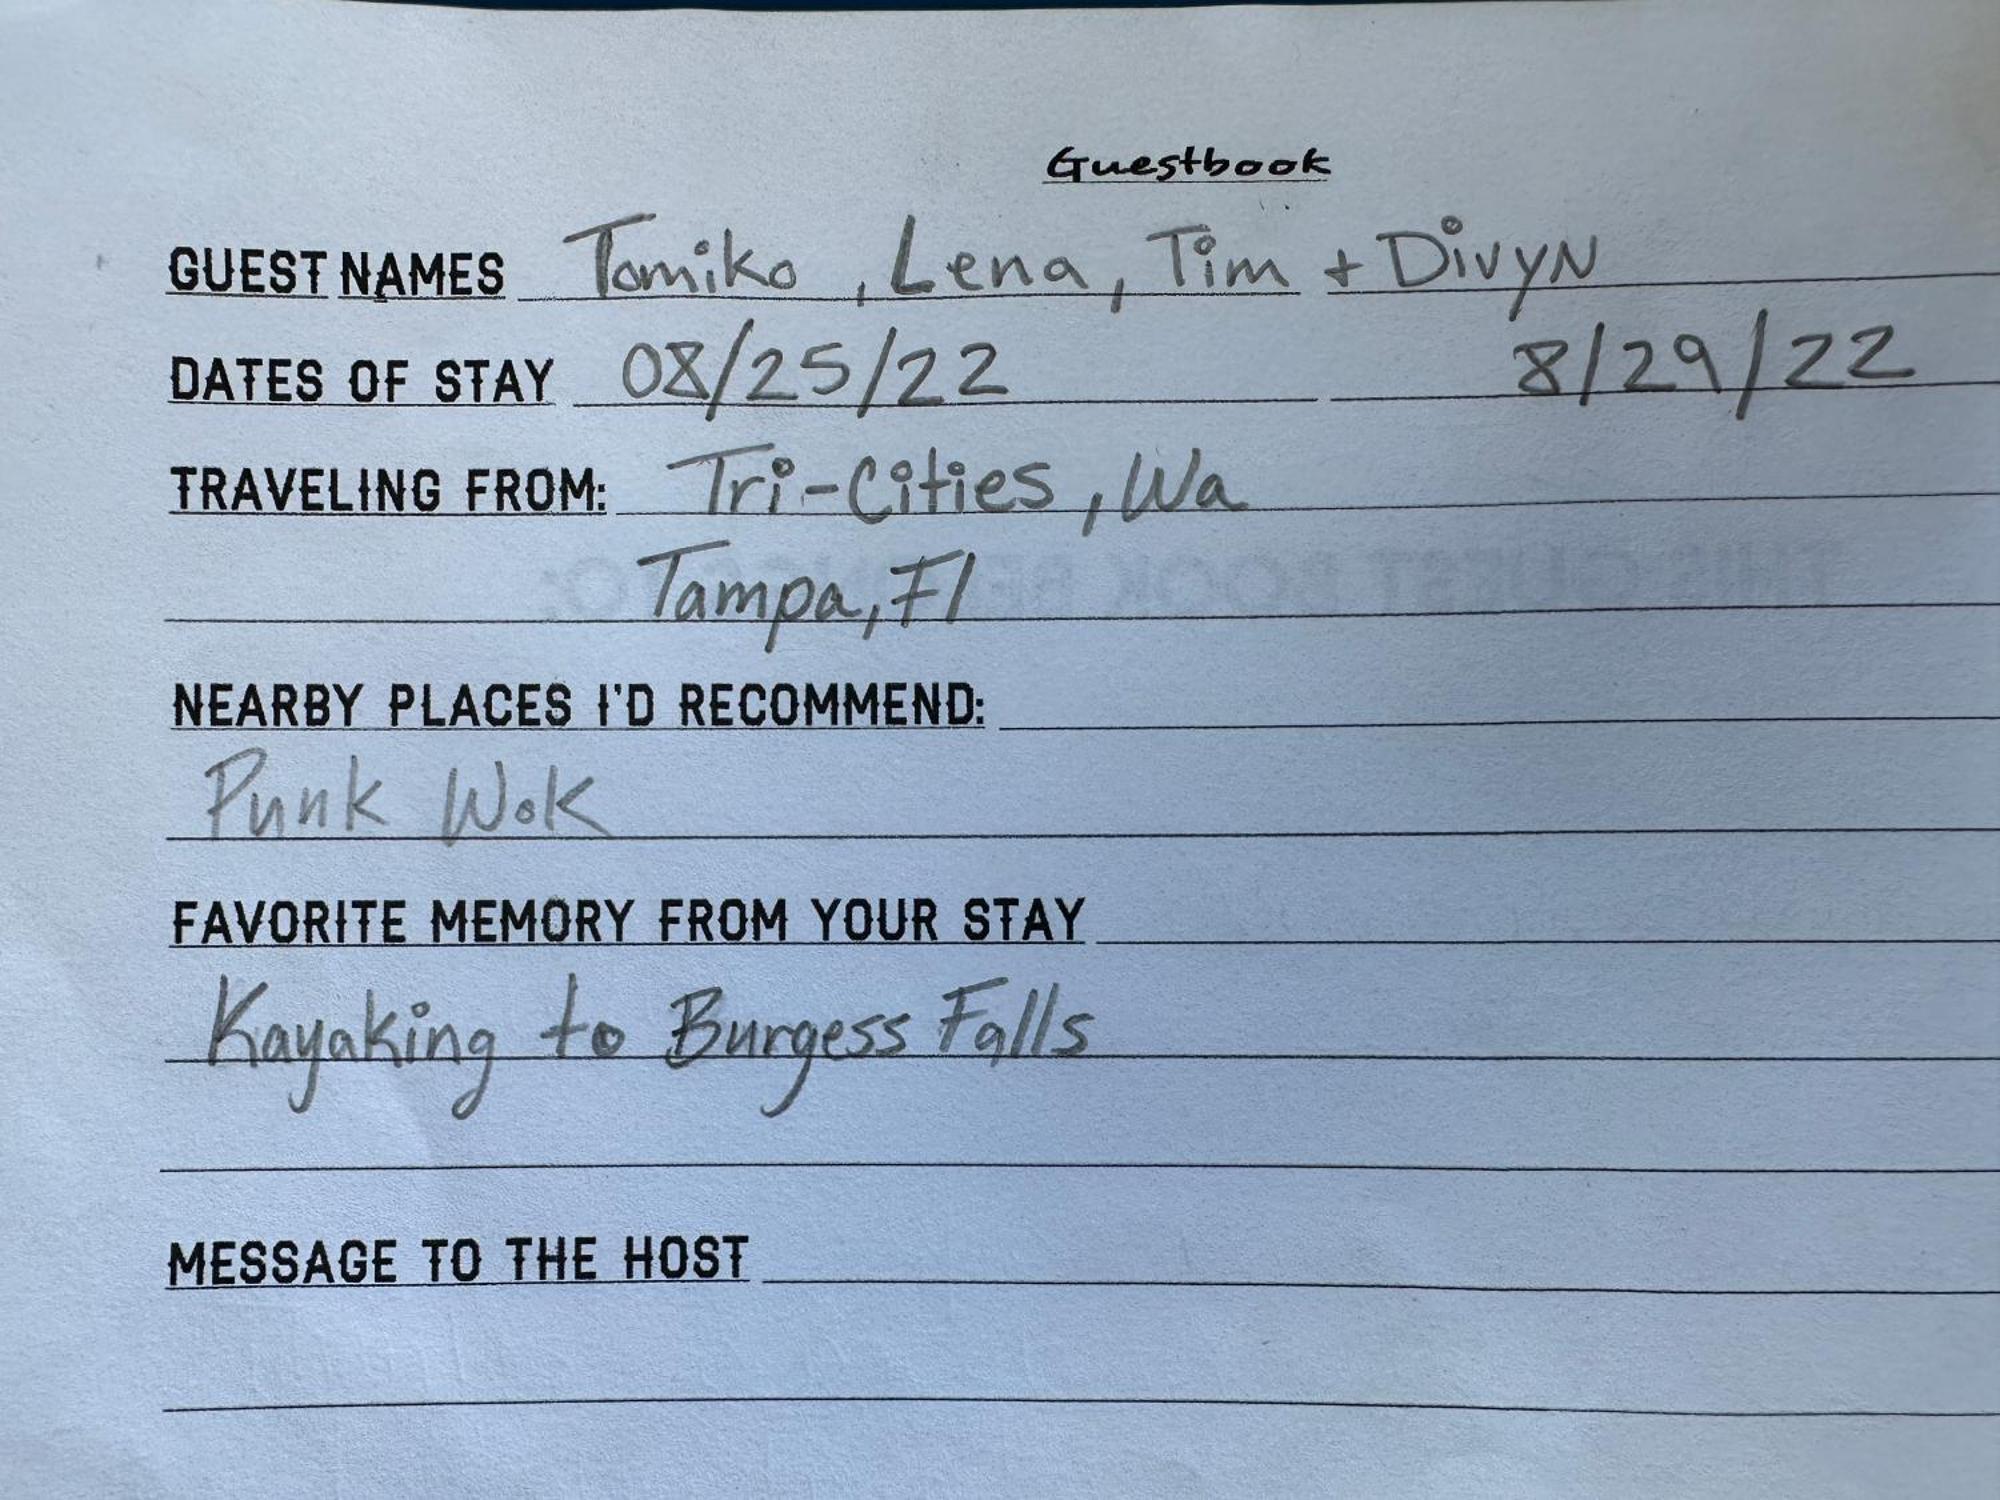 Guestbook
GUEST NAMES Tomiko, Lena, Tim + Divyn
DATES OF STAY 08/25/22 8/29/22
TRAVELING FROM: Tri-Cities, Wa
Tampa, Fl
NEARBY PLACES I'D RECOMMEND:
Punk Wok
FAVORITE MEMORY FROM YOUR STAY
Kayaking to Burgess Falls
MESSAGE TO THE HOST